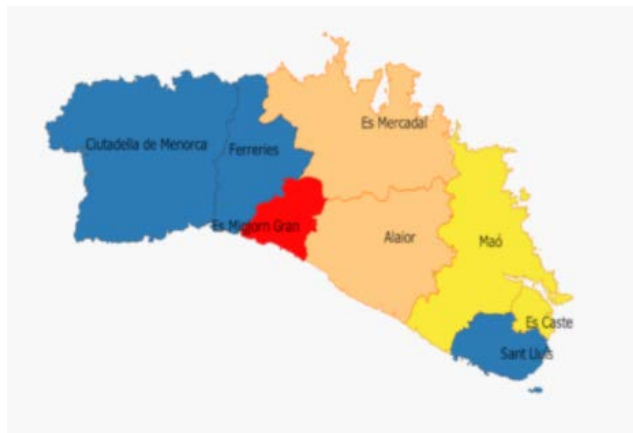 Es Mercadal
Ciutadella de Menorca
Ferreries
Es Migjorn Gran
Alaior
Maó
Es Caste
Sant Lluís